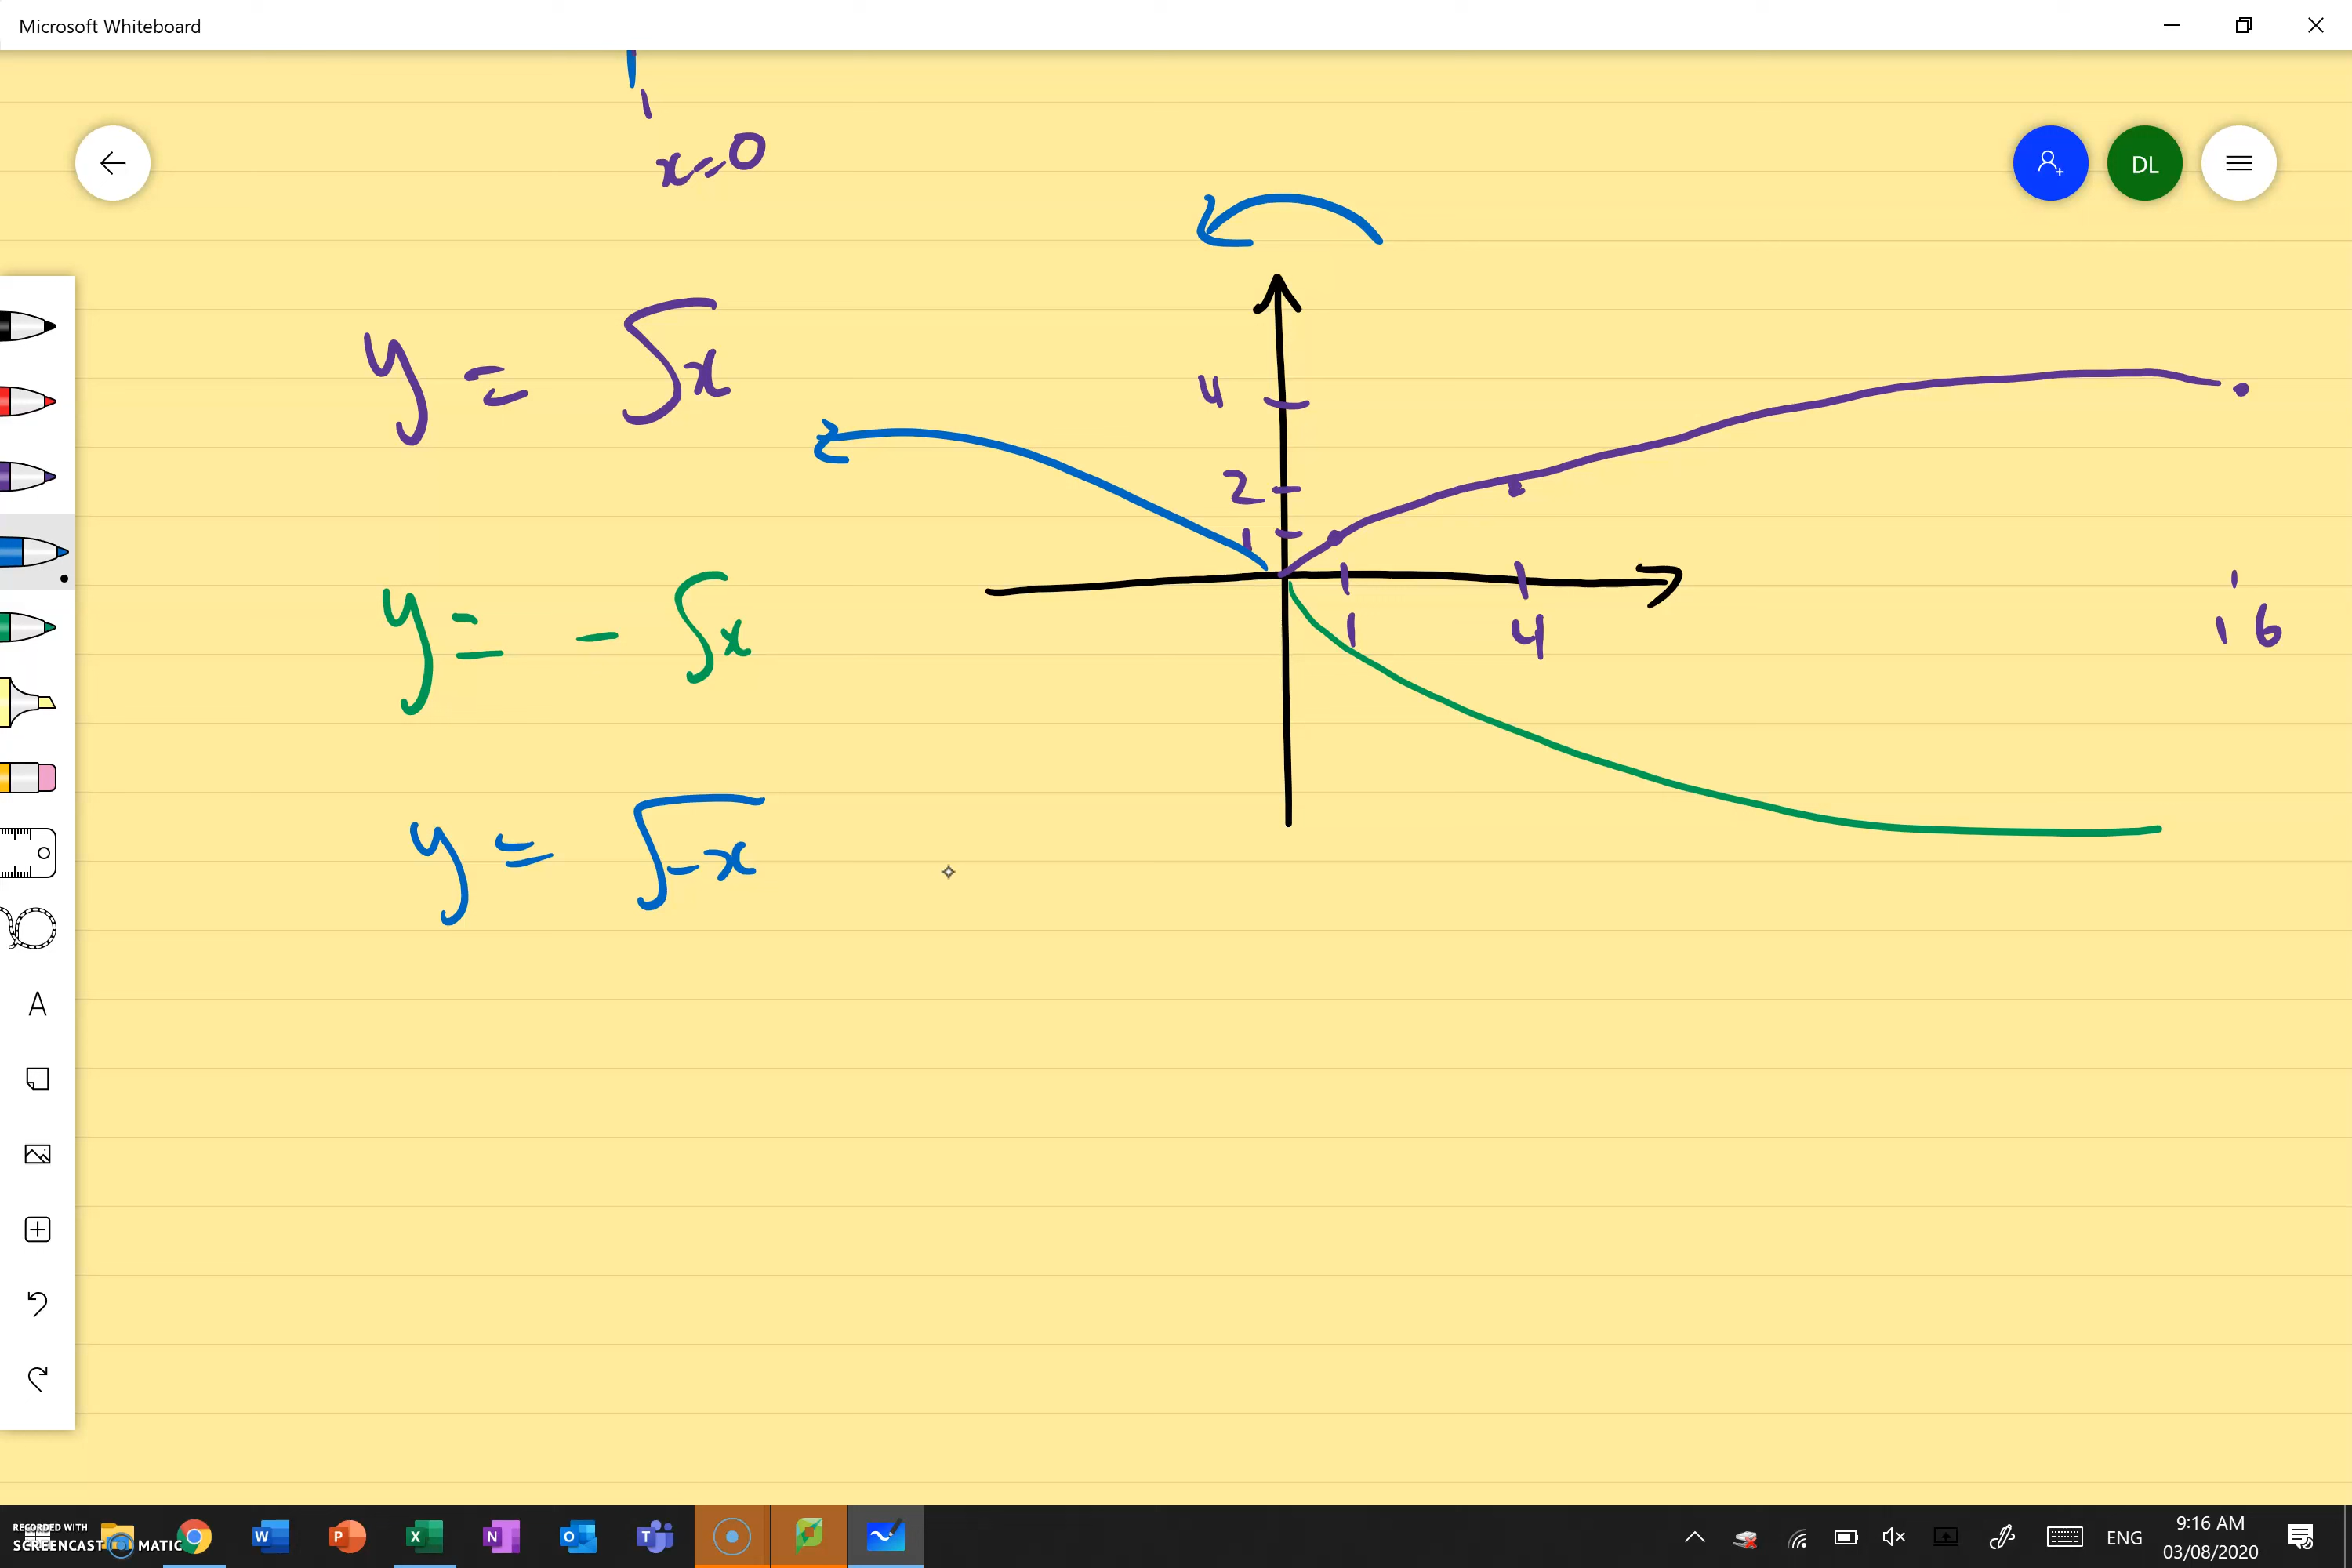 Microsoft Whiteboard
x=0
DL
y = √x
4
2
1
1 4 16
y = -√x
y = √-x
A
RECORDED WITH
SCREENCAST MATIC
W P X N O T
ENG
9:16 AM
03/08/2020